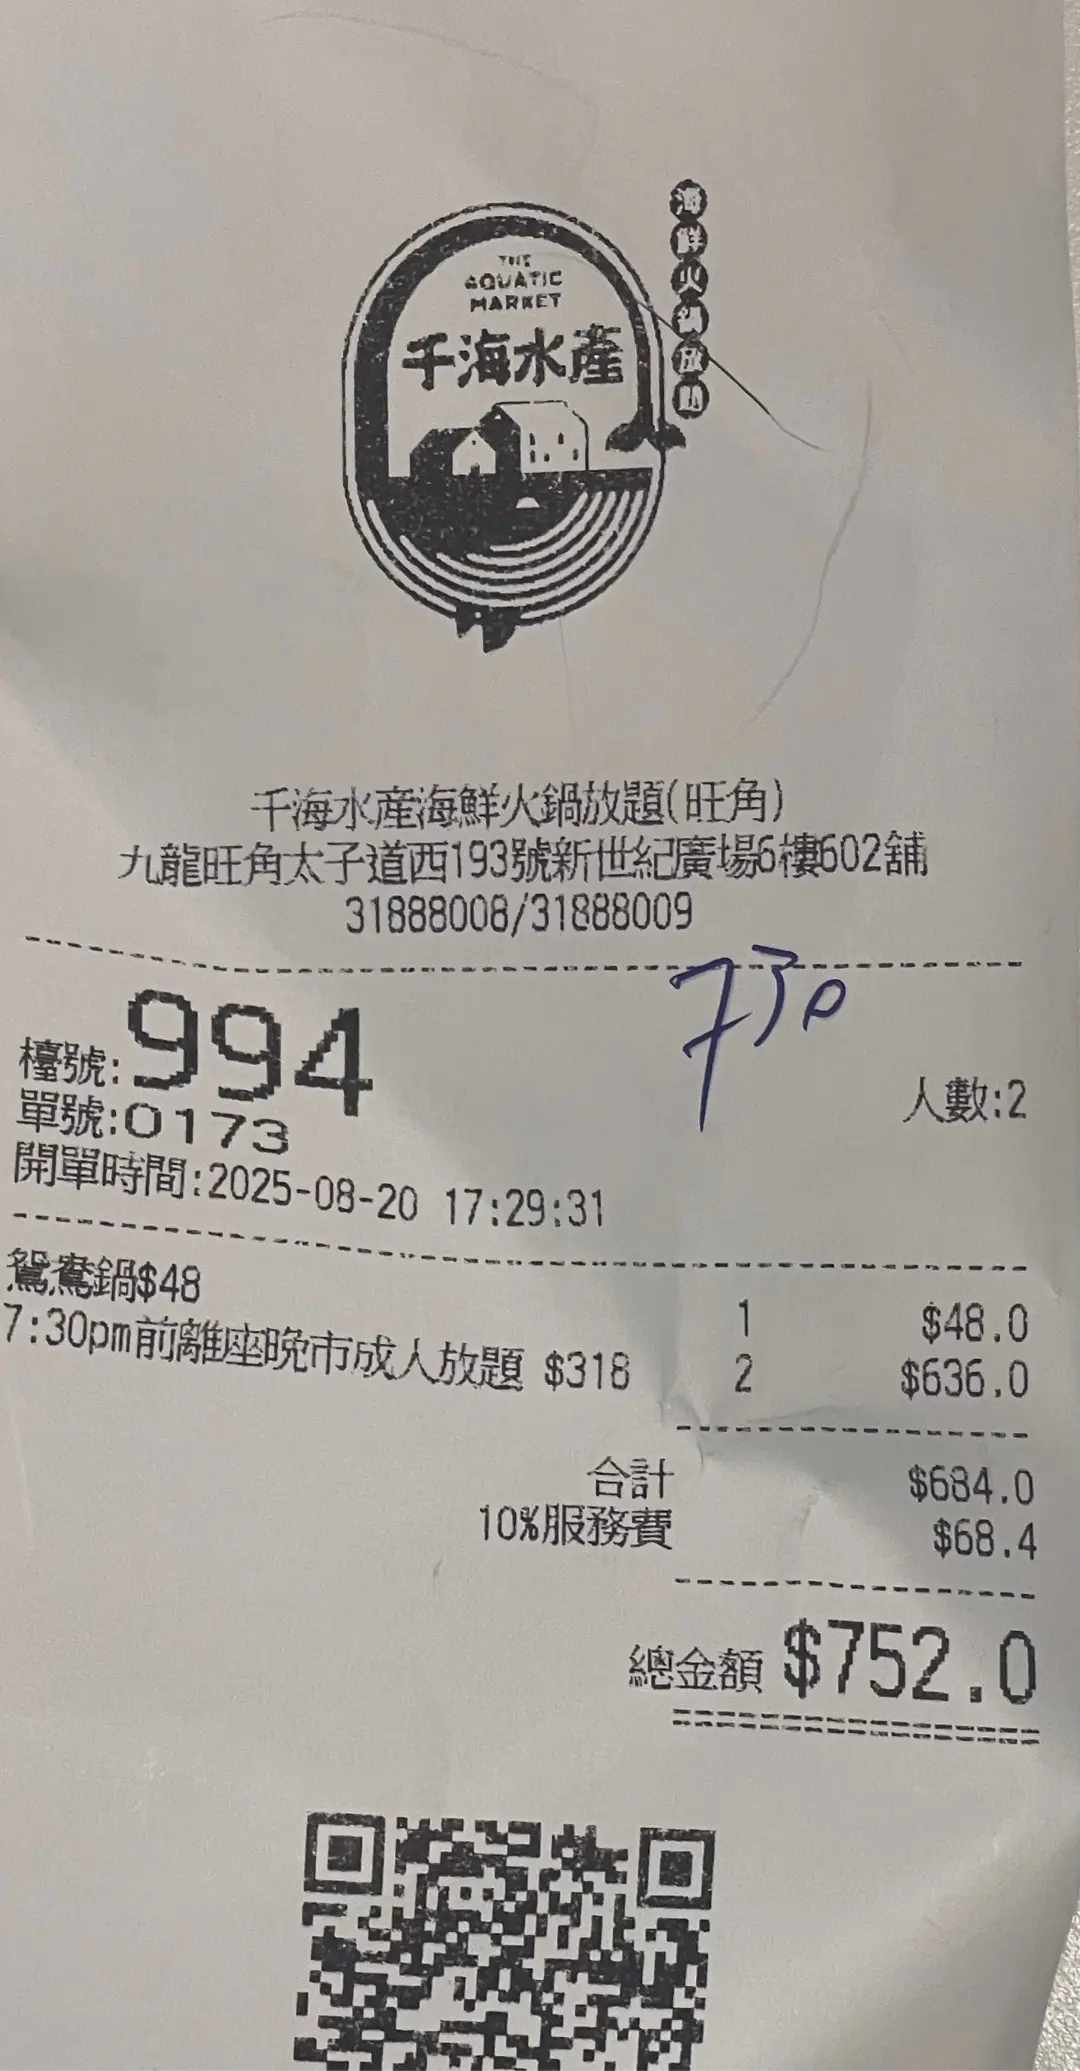 THE
AQUATIC
MARKET
千海水產
海鮮火鍋放題
千海水産海鮮火鍋放題(旺角)
九龍旺角太子道西193號新世紀廣場6樓602舖
31888008/31888009
730
檯號:994
人數:2
單號:0173
開單時間:2025-08-20 17:29:31
鴛鴦鍋$48 1 $48.0
7:30pm前離座晚市成人放題 $318 2 $636.0
合計 $684.0
10%服務費 $68.4
總金額 $752.0